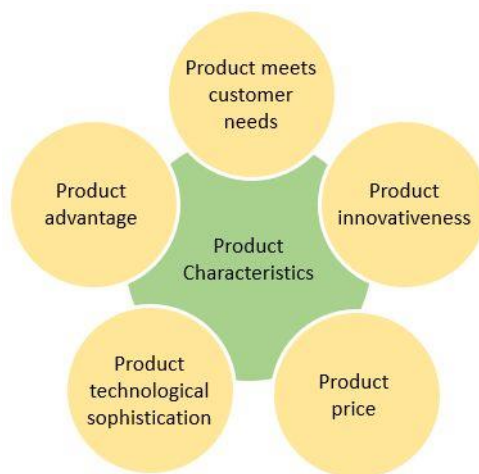 Product meets
customer
needs
Product
advantage
Product
innovativeness
Product
Characteristics
Product
technological
sophistication
Product
price